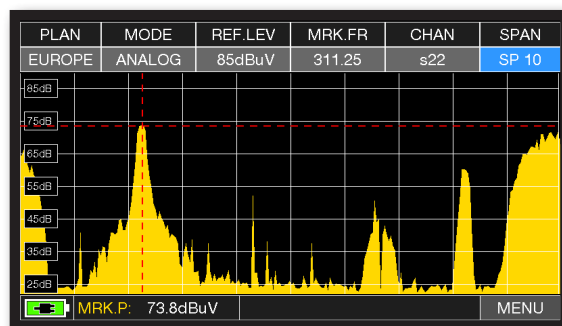 PLAN MODE REF.LEV MRK.FR CHAN SPAN
EUROPE ANALOG 85dBuV 311.25 s22 SP 10
85dB
75dB
65dB
55dB
45dB
35dB
25dB
MRK.P: 73.8dBuV MENU